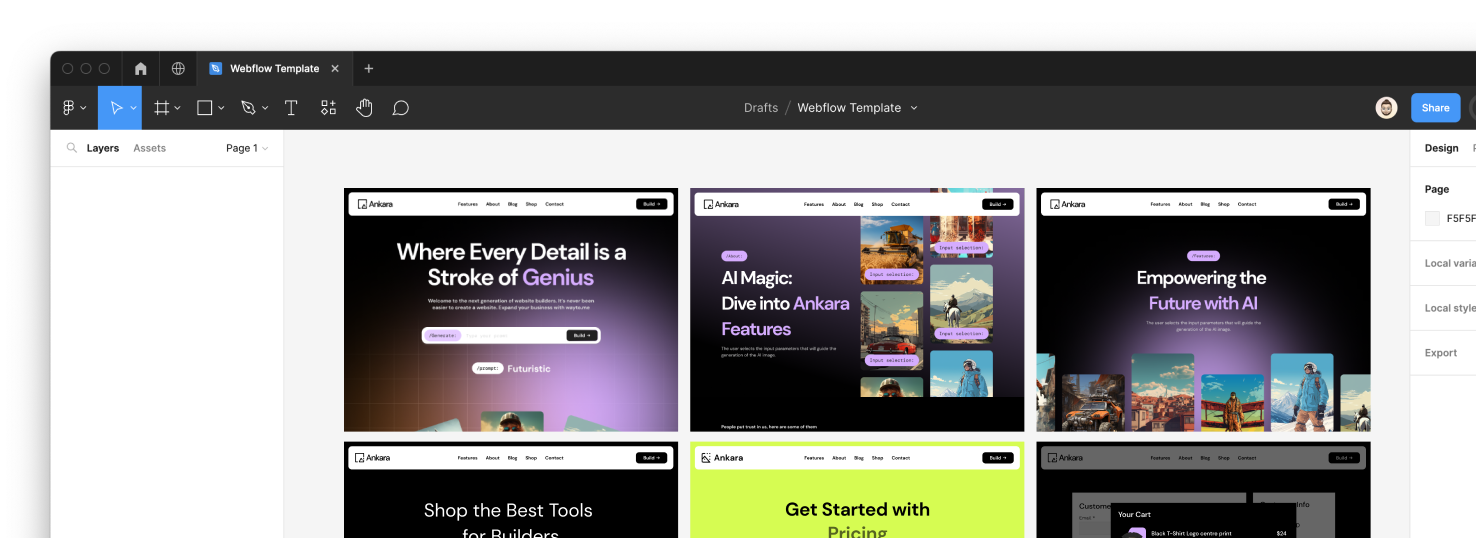 Webflow Template
Drafts / Webflow Template
Share
Layers
Assets
Page 1
Design
Page
F5F5F
Local varia
Local style
Export
Ankara
Features About Blog Shop Contact
Build →
Where Every Detail is a
Stroke of Genius
Welcome to the next generation of website builders. It's never been
easier to create a website. Expand your business with wayto.me
/Generate:
Build →
/prompt:
Futuristic
Ankara
Features About Blog Shop Contact
Build →
/About:
AI Magic:
Dive into Ankara
Features
The user selects the input parameters that will guide the
generation of the AI image.
Input selection:
Input selection:
Input selection:
Input selection:
People put trust in us, here are some of them
Ankara
Features About Blog Shop Contact
Build →
/Features:
Empowering the
Future with AI
The user selects the input parameters that will guide the
generation of the AI image.
Ankara
Features About Blog Shop Contact
Build →
Shop the Best Tools
for Builders
Ankara
Features About Blog Shop Contact
Build →
Get Started with
Pricing
Ankara
Features About Blog Shop Contact
Build →
Custome
Info
Email *
Your Cart
Black T-Shirt Logo centre print
$24